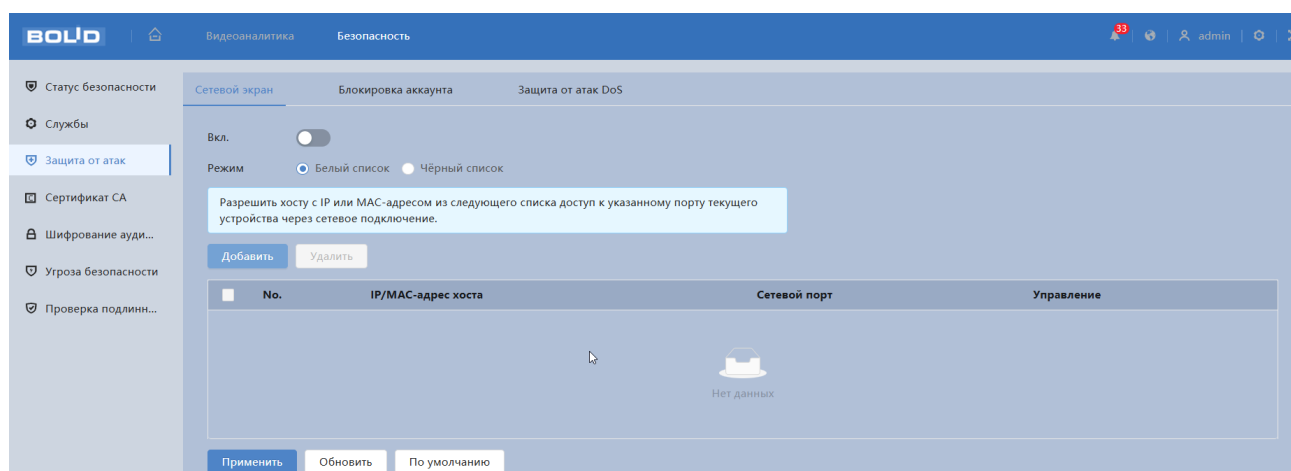 BOLID
Видеоаналитика
Безопасность
33
admin
Статус безопасности
Службы
Защита от атак
Сертификат CA
Шифрование ауди...
Угроза безопасности
Проверка подлинн...
Сетевой экран
Блокировка аккаунта
Защита от атак DoS
Вкл.
Режим
Белый список
Чёрный список
Разрешить хосту с IP или MAC-адресом из следующего списка доступ к указанному порту текущего
устройства через сетевое подключение.
Добавить
Удалить
No.
IP/MAC-адрес хоста
Сетевой порт
Управление
Нет данных
Применить
Обновить
По умолчанию